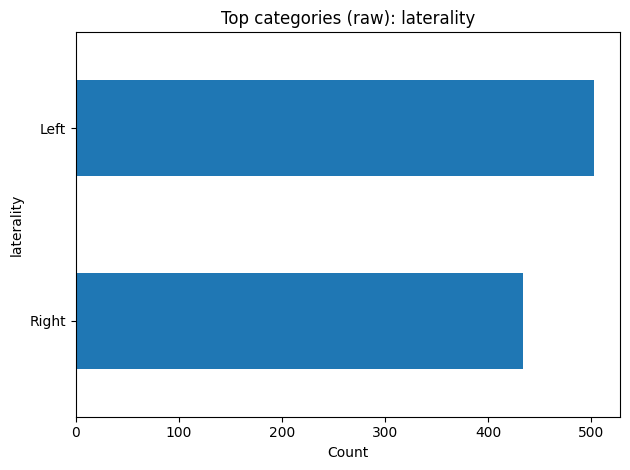 Top categories (raw): laterality
laterality
Left
Right
0 100 200 300 400 500
Count